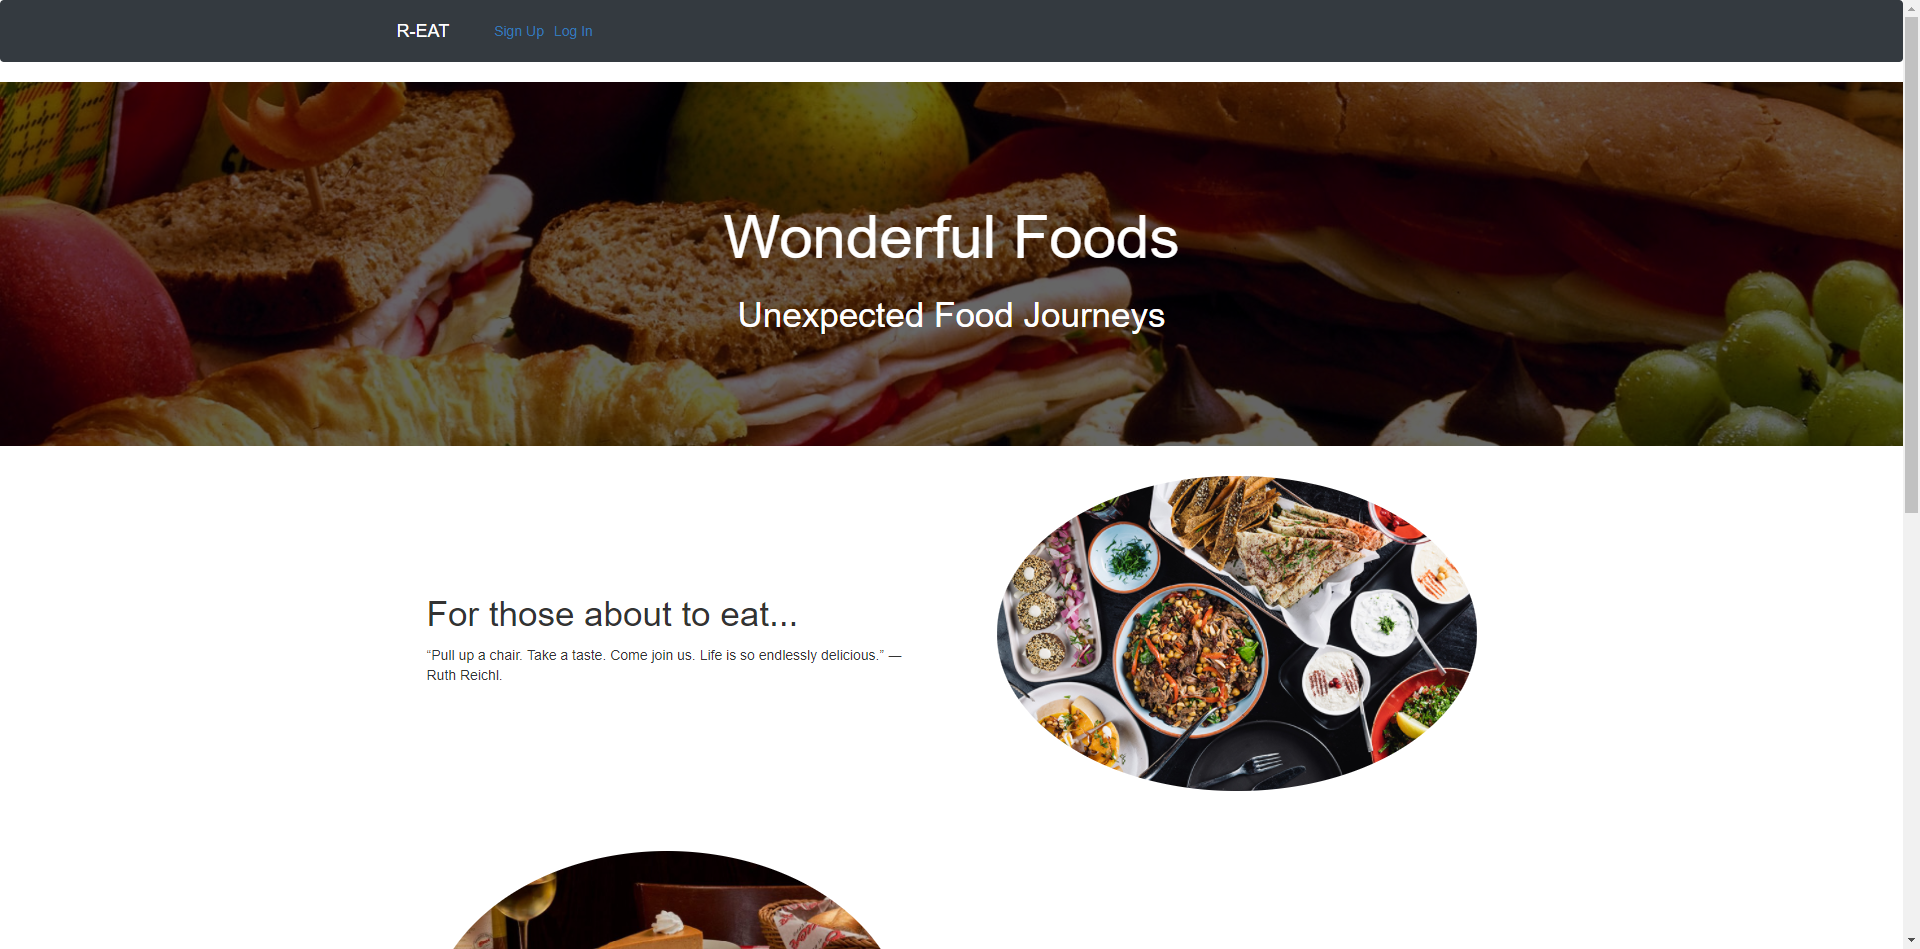 R-EAT Sign Up Log In
Wonderful Foods
Unexpected Food Journeys
For those about to eat...
“Pull up a chair. Take a taste. Come join us. Life is so endlessly delicious.” —
Ruth Reichl.